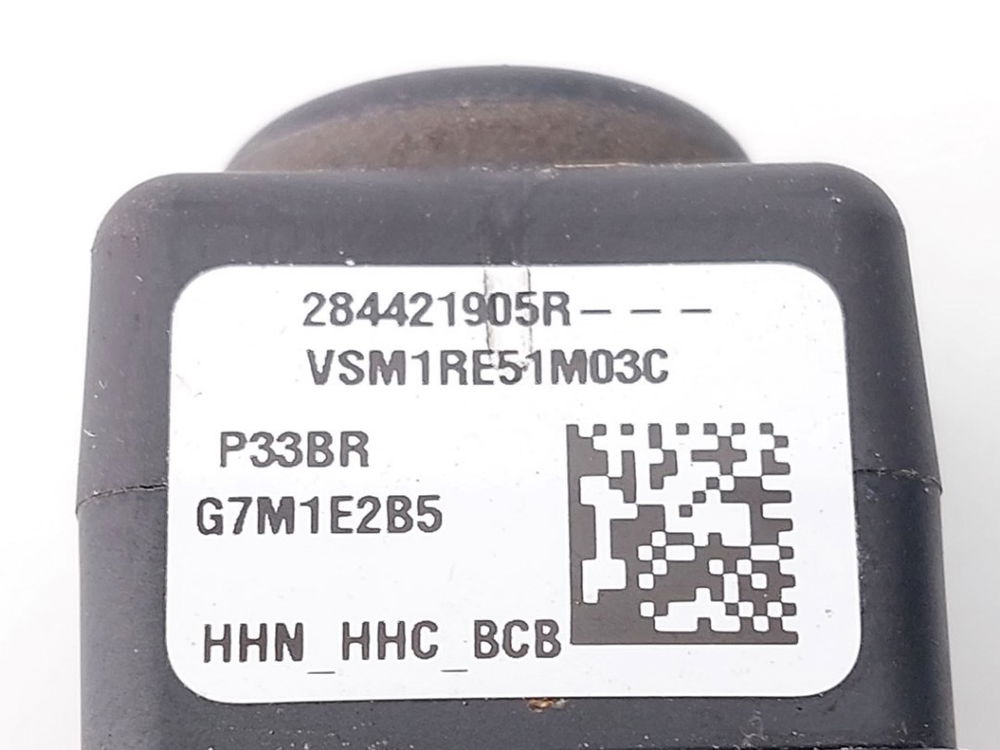 284421905R---
VSM1RE51M03C
P33BR
G7M1E2B5
HHN_HHC_BCB